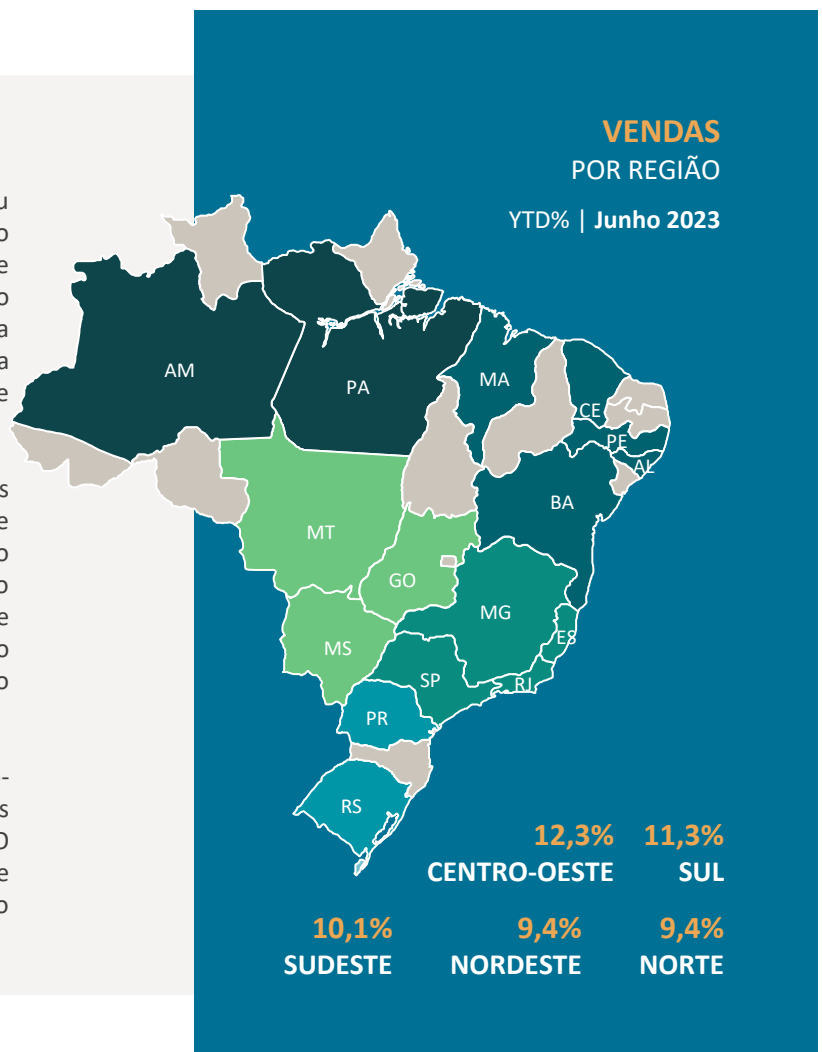 VENDAS
POR REGIÃO
YTD% | Junho 2023
u
o
e
o
a
a
e
s
e
o
o
e
o
o
-
s
O
e
o
AM
PA
MA
CE
PE
AL
BA
MT
GO
MG
ES
MS
SP
RJ
PR
RS
12,3% 11,3%
CENTRO-OESTE SUL
10,1% 9,4% 9,4%
SUDESTE NORDESTE NORTE